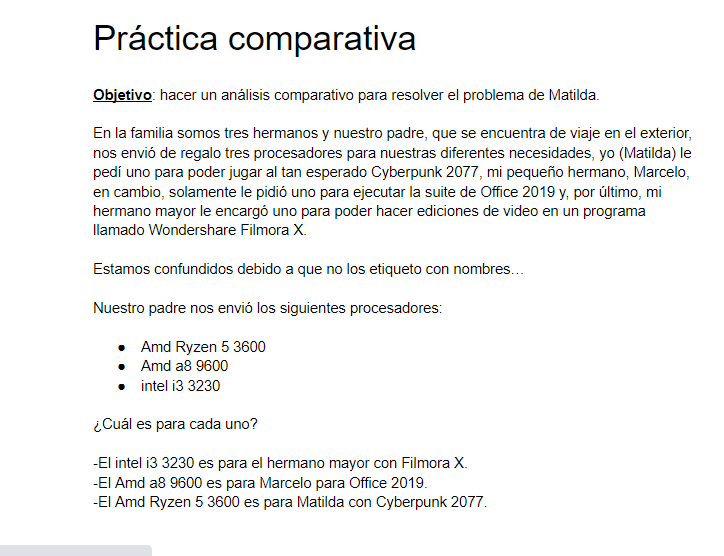 Práctica comparativa
Objetivo: hacer un análisis comparativo para resolver el problema de Matilda.
En la familia somos tres hermanos y nuestro padre, que se encuentra de viaje en el exterior,
nos envió de regalo tres procesadores para nuestras diferentes necesidades, yo (Matilda) le
pedí uno para poder jugar al tan esperado Cyberpunk 2077, mi pequeño hermano, Marcelo,
en cambio, solamente le pidió uno para ejecutar la suite de Office 2019 y, por último, mi
hermano mayor le encargó uno para poder hacer ediciones de video en un programa
llamado Wondershare Filmora X.
Estamos confundidos debido a que no los etiqueto con nombres…
Nuestro padre nos envió los siguientes procesadores:
● Amd Ryzen 5 3600
● Amd a8 9600
● intel i3 3230
¿Cuál es para cada uno?
-El intel i3 3230 es para el hermano mayor con Filmora X.
-El Amd a8 9600 es para Marcelo para Office 2019.
-El Amd Ryzen 5 3600 es para Matilda con Cyberpunk 2077.